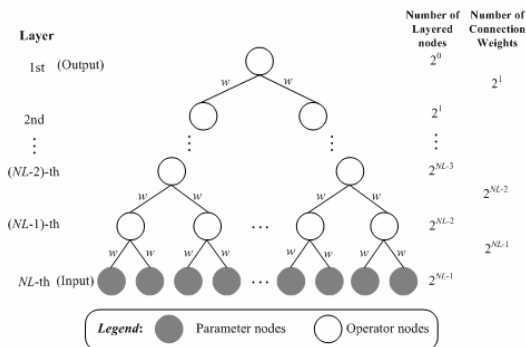 Layer
Number of Layered nodes
Number of Connection Weights
1st (Output)
2^0
w w
2^1
2nd
2^1
⋮ ⋮ ⋮ ⋮
(NL-2)-th
2^{NL-3}
w w w w
2^{NL-2}
(NL-1)-th
...
2^{NL-2}
w w w w w w w w
2^{NL-1}
NL-th (Input)
...
2^{NL-1}
Legend: Parameter nodes Operator nodes